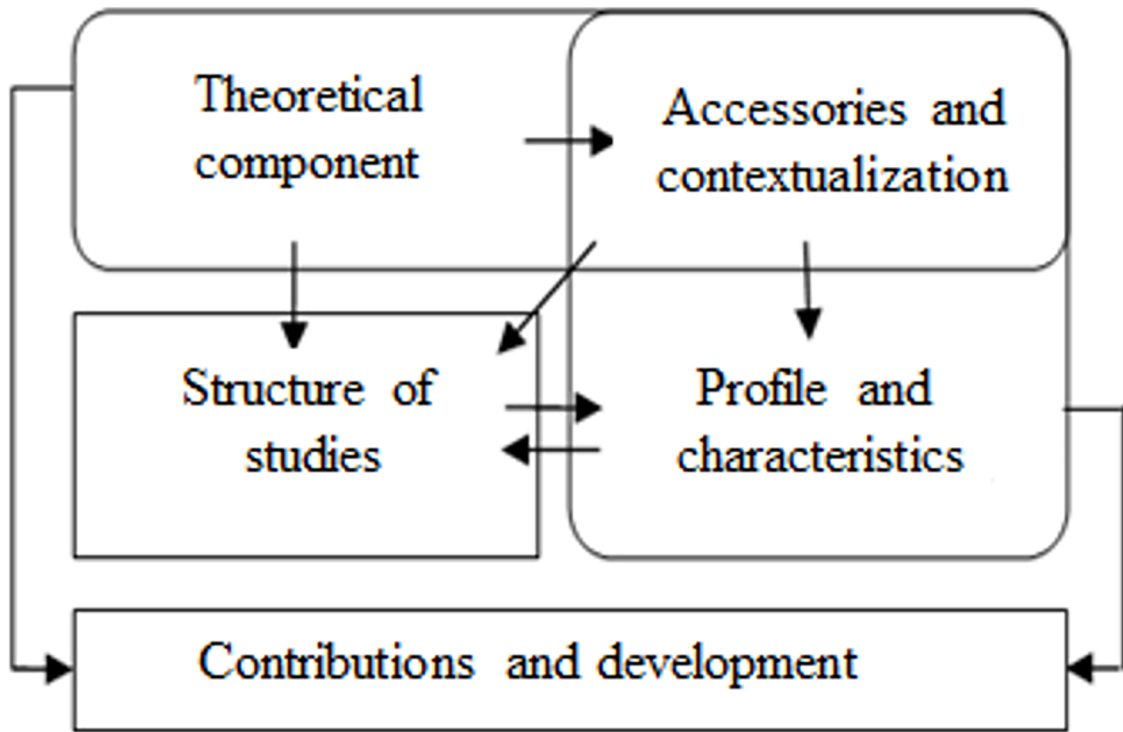 Theoretical
component
Accessories and
contextualization
Structure of
studies
Profile and
characteristics
Contributions and development